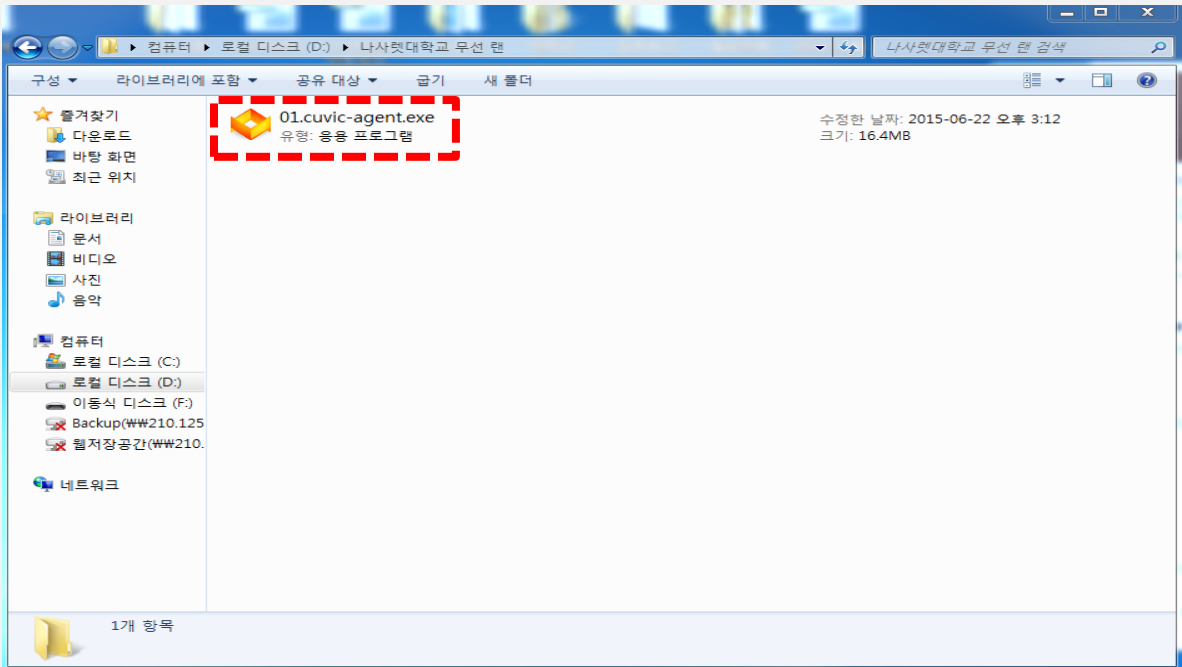 컴퓨터 ▸ 로컬 디스크 (D:) ▸ 나사렛대학교 무선 랜
나사렛대학교 무선 랜 검색
구성 라이브러리에 포함 공유 대상 굽기 새 폴더
즐겨찾기
다운로드
바탕 화면
최근 위치
라이브러리
문서
비디오
사진
음악
컴퓨터
로컬 디스크 (C:)
로컬 디스크 (D:)
이동식 디스크 (F:)
Backup(₩₩210.125
웹저장공간(₩₩210.
네트워크
01.cuvic-agent.exe
유형: 응용 프로그램
수정한 날짜: 2015-06-22 오후 3:12
크기: 16.4MB
1개 항목